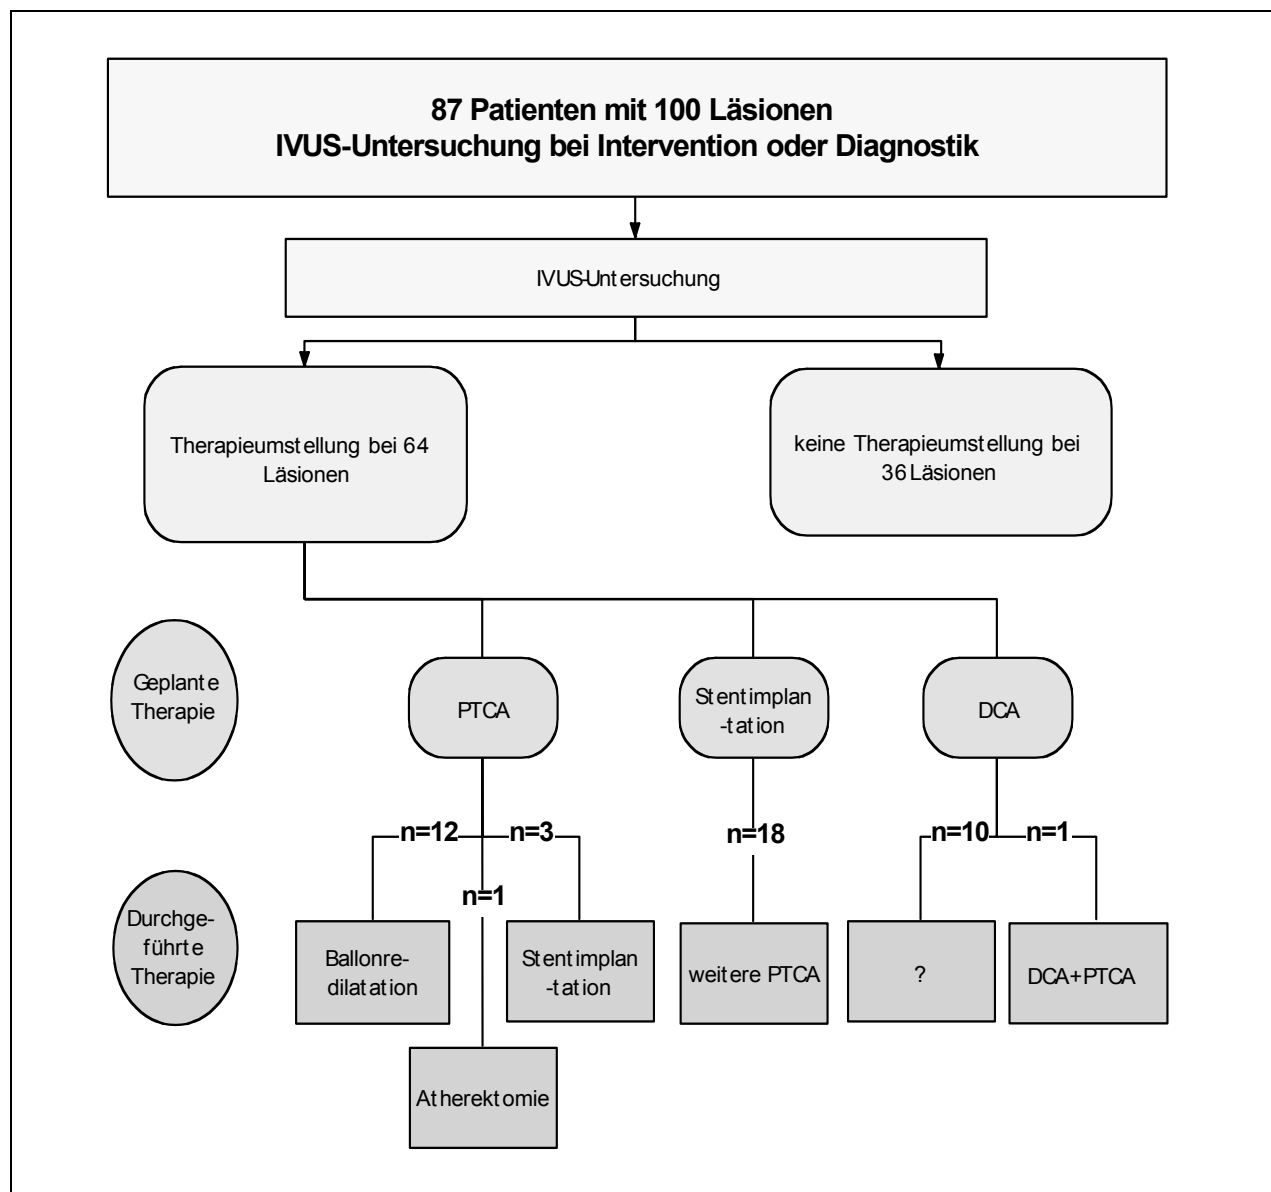 87 Patienten mit 100 Läsionen
IVUS-Untersuchung bei Intervention oder Diagnostik
IVUS-Untersuchung
Therapieumstellung bei 64
Läsionen
keine Therapieumstellung bei
36 Läsionen
Geplante
Therapie
PTCA
Stentimplan
-tation
DCA
n=12
n=3
n=18
n=10
n=1
n=1
Durchge-
führte
Therapie
Ballonre-
dilatation
Stentimplan
-tation
weitere PTCA
?
DCA+PTCA
Atherektomie